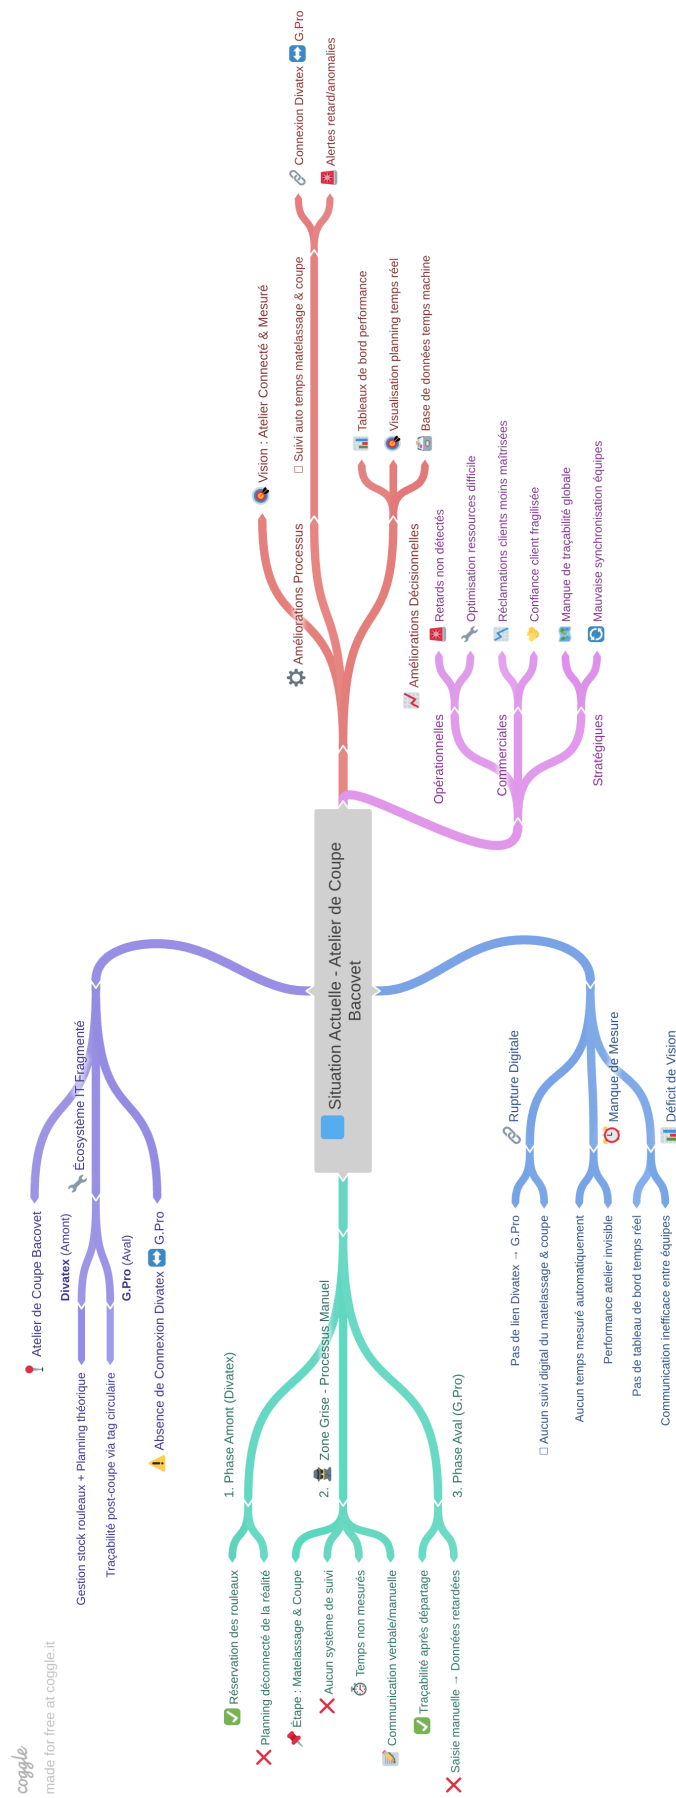 Situation Actuelle - Atelier de Coupe
Bacovet
Atelier de Coupe Bacovet
Écosystème IT Fragmenté
Divatex (Amont)
Gestion stock rouleaux + Planning théorique
G.Pro (Aval)
Traçabilité post-coupe via tag circulaire
Absence de Connexion Divatex ↔ G.Pro
1. Phase Amont (Divatex)
Réservation des rouleaux
Planning déconnecté de la réalité
2. Zone Grise - Processus Manuel
Étape : Matelassage & Coupe
Aucun système de suivi
Temps non mesurés
Communication verbale/manuelle
3. Phase Aval (G.Pro)
Traçabilité après départage
Saisie manuelle → Données retardées
Rupture Digitale
Pas de lien Divatex → G.Pro
Aucun suivi digital du matelassage & coupe
Manque de Mesure
Aucun temps mesuré automatiquement
Performance atelier invisible
Déficit de Vision
Pas de tableau de bord temps réel
Communication inefficace entre équipes
Opérationnelles
Retards non détectés
Optimisation ressources difficile
Commerciales
Réclamations clients moins maîtrisées
Confiance client fragilisée
Stratégiques
Manque de traçabilité globale
Mauvaise synchronisation équipes
Vision : Atelier Connecté & Mesuré
Améliorations Processus
Suivi auto temps matelassage & coupe
Connexion Divatex ↔ G.Pro
Alertes retard/anomalies
Améliorations Décisionnelles
Tableaux de bord performance
Visualisation planning temps réel
Base de données temps machine
coggle
made for free at coggle.it